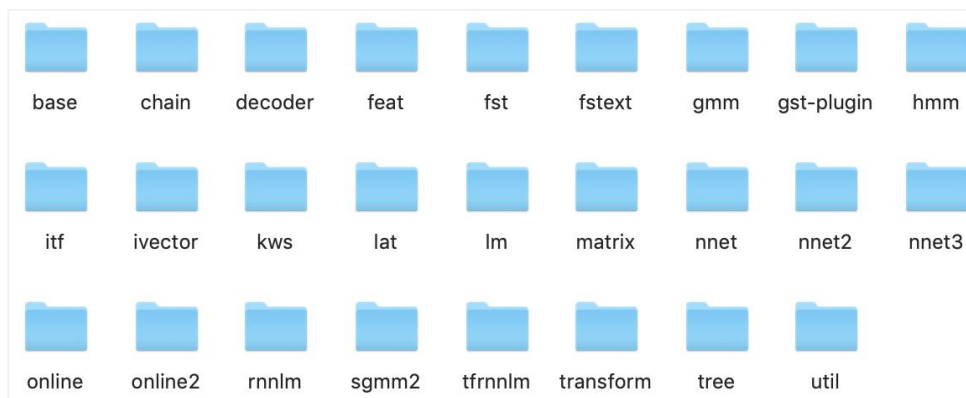 base chain decoder feat fst fstext gmm gst-plugin hmm
itf ivector kws lat lm matrix nnet nnet2 nnet3
online online2 rnnlm sgmm2 tfrnnlm transform tree util